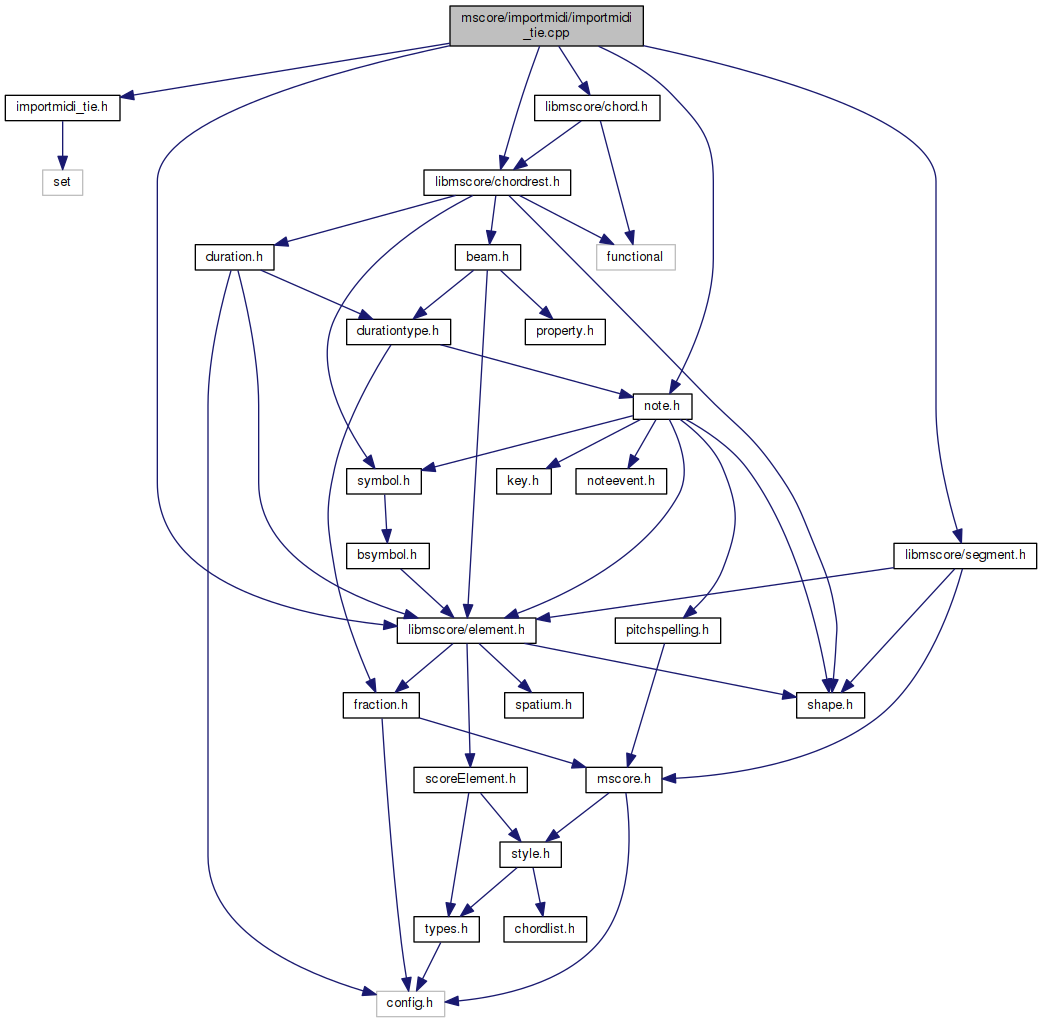 mscore/importmidi/importmidi
_tie.cpp
importmidi_tie.h
libmscore/chord.h
set
libmscore/chordrest.h
duration.h
beam.h
functional
durationtype.h
property.h
note.h
symbol.h
key.h
noteevent.h
bsymbol.h
libmscore/segment.h
libmscore/element.h
pitchspelling.h
fraction.h
spatium.h
shape.h
scoreElement.h
mscore.h
style.h
types.h
chordlist.h
config.h